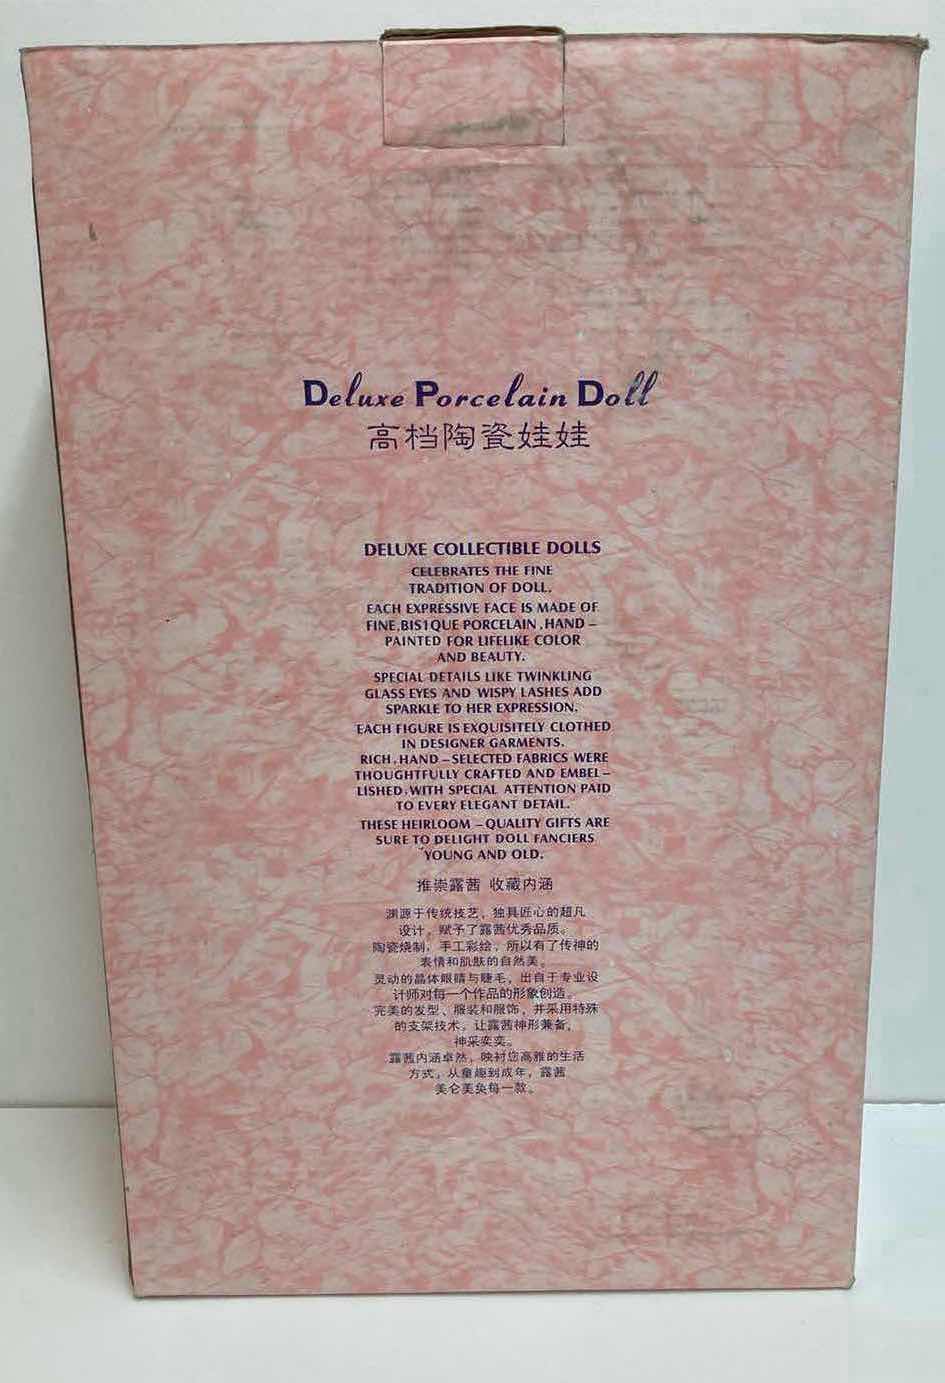 Deluxe Porcelain Doll
高档陶瓷娃娃
DELUXE COLLECTIBLE DOLLS
CELEBRATES THE FINE
TRADITION OF DOLL.
EACH EXPRESSIVE FACE IS MADE OF
FINE,BIS1QUE PORCELAIN,HAND–
PAINTED FOR LIFELIKE COLOR
AND BEAUTY.
SPECIAL DETAILS LIKE TWINKLING
GLASS EYES AND WISPY LASHES ADD
SPARKLE TO HER EXPRESSION.
EACH FIGURE IS EXQUISITELY CLOTHED
IN DESIGNER GARMENTS.
RICH,HAND–SELECTED FABRICS WERE
THOUGHTFULLY CRAFTED AND EMBEL–
LISHED,WITH SPECIAL ATTENTION PAID
TO EVERY ELEGANT DETAIL.
THESE HEIRLOOM –QUALITY GIFTS ARE
SURE TO DELIGHT DOLL FANCIERS
YOUNG AND OLD.
推崇露茜 收藏内涵
渊源于传统技艺，独具匠心的超凡
设计，赋予了露茜优秀品质。
陶瓷烧制，手工彩绘，所以有了传神的
表情和肌肤的自然美。
灵动的晶体眼睛与睫毛，出自于专业设
计师对每一个作品的形象创造。
完美的发型、服装和服饰，并采用特殊
的支架技术，让露茜神形兼备，
神采奕奕。
露茜内涵卓然，映衬您高雅的生活
方式，从童趣到成年，露茜
美仑美奂每一款。